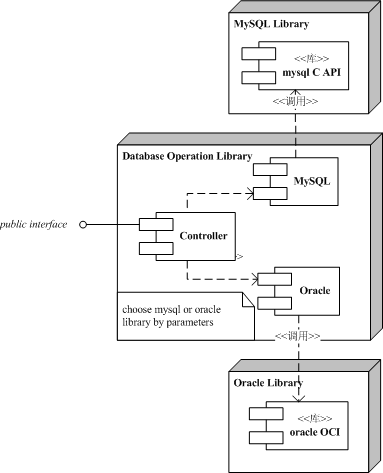 MySQL Library
<<库>>
mysql C API
<<调用>>
Database Operation Library
MySQL
public interface
Controller
>
Oracle
choose mysql or oracle
library by parameters
<<调用>>
Oracle Library
<<库>>
oracle OCI